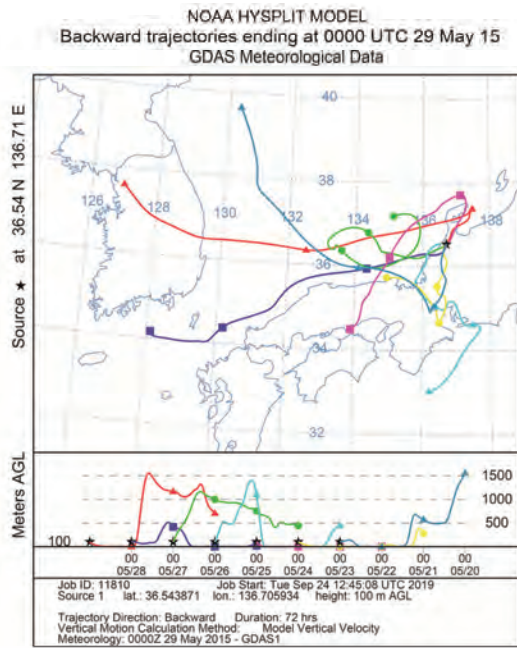 NOAA HYSPLIT MODEL
Backward trajectories ending at 0000 UTC 29 May 15
GDAS Meteorological Data
Source ★ at 36.54 N 136.71 E
40
38
126
128
130
132
134
136
138
36
34
32
Meters AGL
1500
1000
500
100
00 00 00 00 00 00 00 00 00
05/28 05/27 05/26 05/25 05/24 05/23 05/22 05/21 05/20
Job ID: 11810 Job Start: Tue Sep 24 12:45:08 UTC 2019
Source 1 lat.: 36.543871 lon.: 136.705934 height: 100 m AGL
Trajectory Direction: Backward Duration: 72 hrs
Vertical Motion Calculation Method: Model Vertical Velocity
Meteorology: 0000Z 29 May 2015 - GDAS1